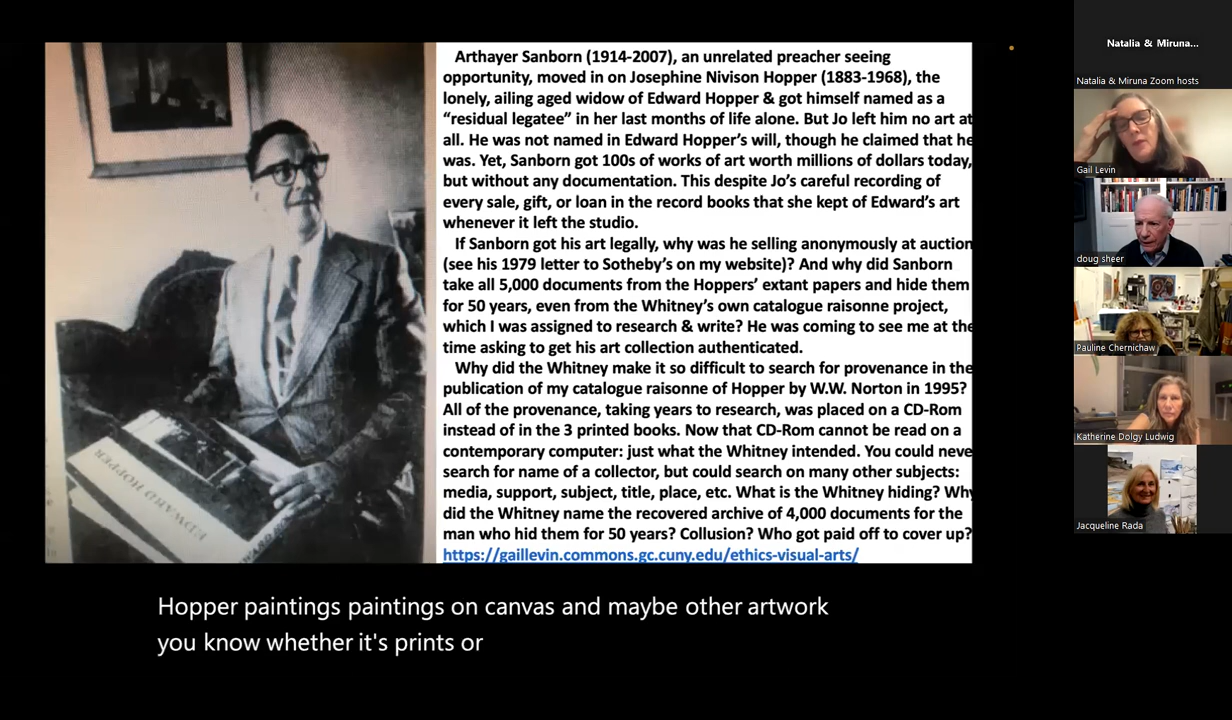 Arthayer Sanborn (1914-2007), an unrelated preacher seeing
opportunity, moved in on Josephine Nivison Hopper (1883-1968), the
lonely, ailing aged widow of Edward Hopper & got himself named as a
“residual legatee” in her last months of life alone. But Jo left him no art at
all. He was not named in Edward Hopper’s will, though he claimed that he
was. Yet, Sanborn got 100s of works of art worth millions of dollars today,
but without any documentation. This despite Jo’s careful recording of
every sale, gift, or loan in the record books that she kept of Edward’s art
whenever it left the studio.
If Sanborn got his art legally, why was he selling anonymously at auction
(see his 1979 letter to Sotheby’s on my website)? And why did Sanborn
take all 5,000 documents from the Hoppers’ extant papers and hide them
for 50 years, even from the Whitney’s own catalogue raisonne project,
which I was assigned to research & write? He was coming to see me at the
time asking to get his art collection authenticated.
Why did the Whitney make it so difficult to search for provenance in the
publication of my catalogue raisonne of Hopper by W.W. Norton in 1995?
All of the provenance, taking years to research, was placed on a CD-Rom
instead of in the 3 printed books. Now that CD-Rom cannot be read on a
contemporary computer: just what the Whitney intended. You could neve
search for name of a collector, but could search on many other subjects:
media, support, subject, title, place, etc. What is the Whitney hiding? Why
did the Whitney name the recovered archive of 4,000 documents for the
man who hid them for 50 years? Collusion? Who got paid off to cover up?
https://gaillevin.commons.gc.cuny.edu/ethics-visual-arts/
EDWARD HOPPER
Hopper paintings paintings on canvas and maybe other artwork
you know whether it's prints or
Natalia & Miruna...
Natalia & Miruna Zoom hosts
Gail Levin
doug sheer
Pauline Chernichaw
Katherine Dolgy Ludwig
Jacqueline Rada